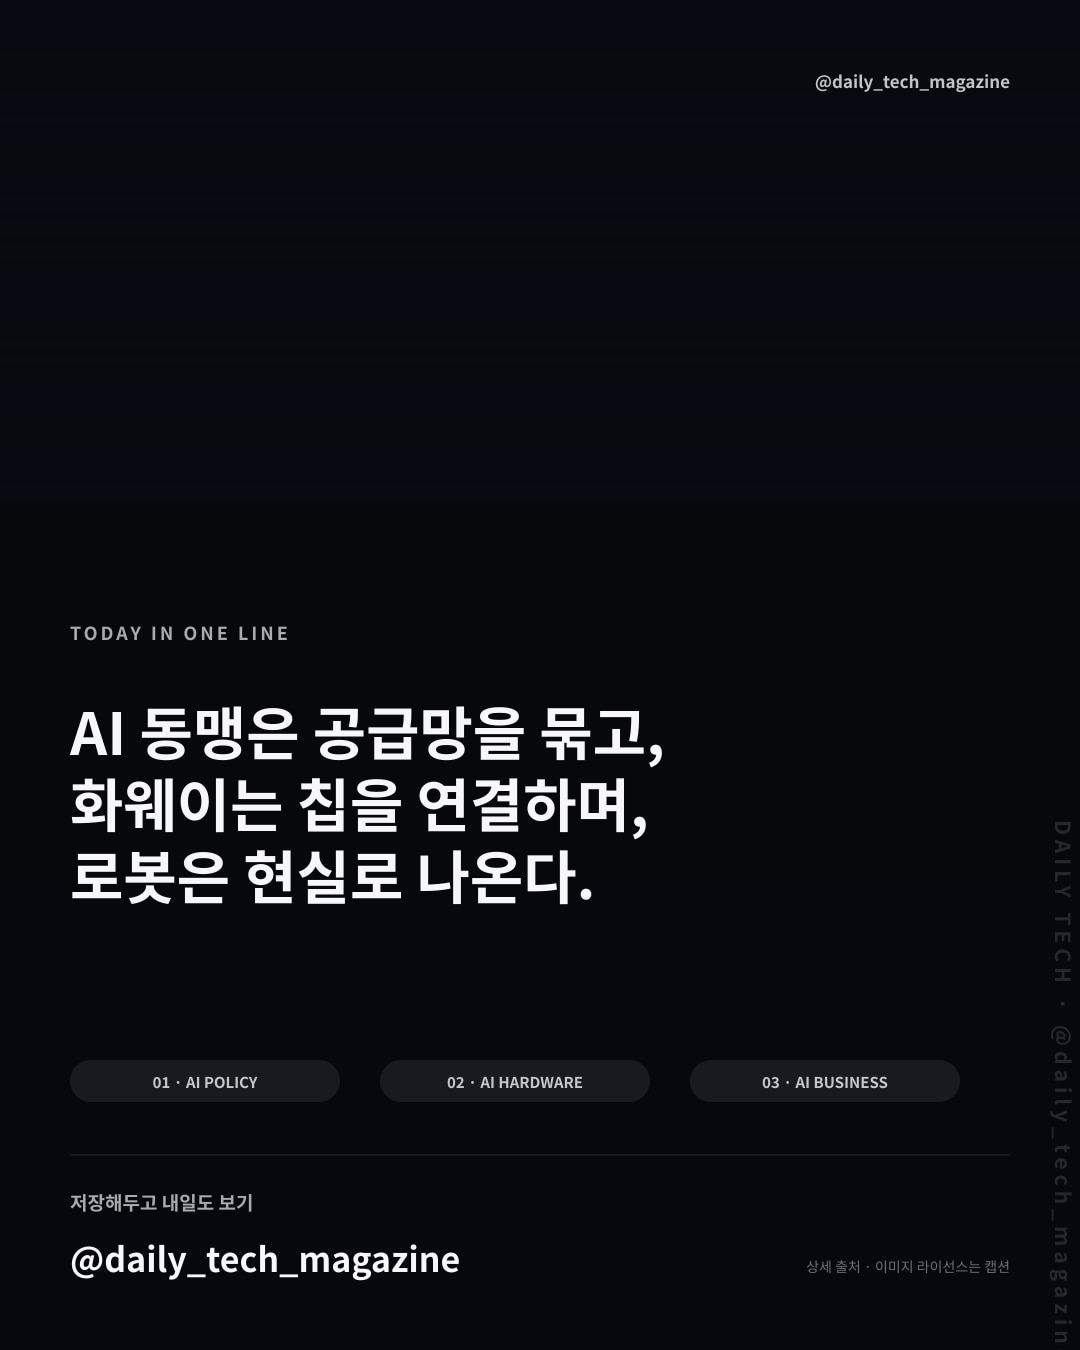 @daily_tech_magazine
TODAY IN ONE LINE
AI 동맹은 공급망을 묶고,
화웨이는 칩을 연결하며,
로봇은 현실로 나온다.
01 · AI POLICY
02 · AI HARDWARE
03 · AI BUSINESS
저장해두고 내일도 보기
@daily_tech_magazine
상세 출처 · 이미지 라이선스는 캡션
DAILY TECH · @daily_tech_magazin